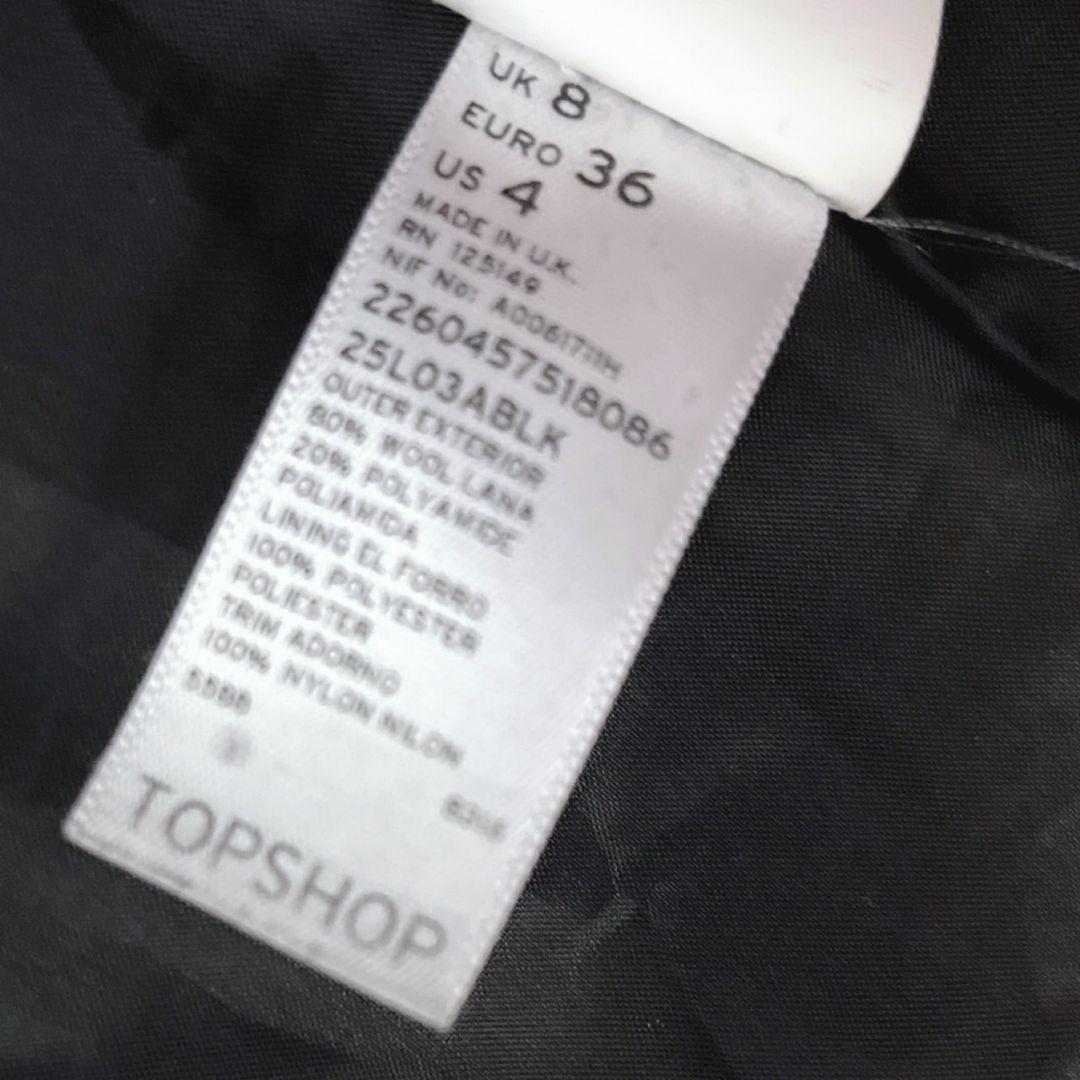 UK 8
EURO 36
US 4
MADE IN U.K.
RN 125149
NIF No: A0061711H
2260457518086
25L03ABLK
OUTER EXTERIOR
80% WOOL LANA
20% POLYAMIDE
POLIAMIDA
LINING EL FORRO
100% POLYESTER
POLIESTER
TRIM ADORNO
100% NYLON NILON
TOPSHOP